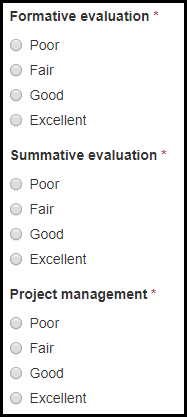 Formative evaluation *
Poor
Fair
Good
Excellent
Summative evaluation *
Poor
Fair
Good
Excellent
Project management *
Poor
Fair
Good
Excellent